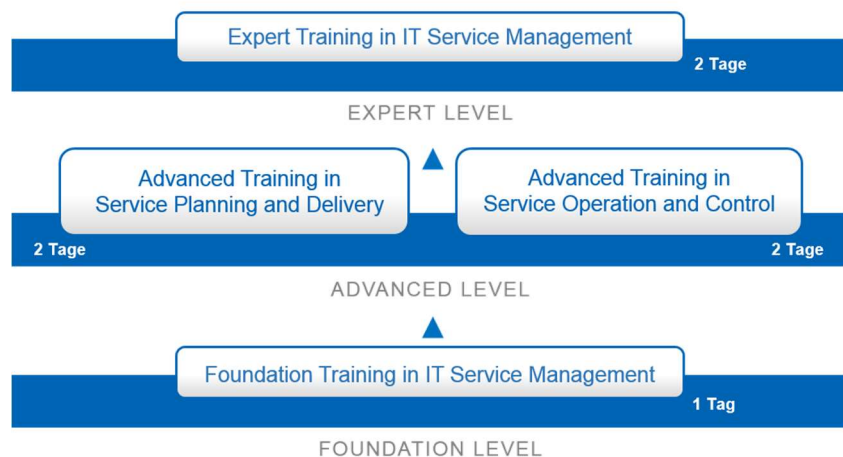 Expert Training in IT Service Management
2 Tage
EXPERT LEVEL
Advanced Training in
Service Planning and Delivery
Advanced Training in
Service Operation and Control
2 Tage
2 Tage
ADVANCED LEVEL
Foundation Training in IT Service Management
1 Tag
FOUNDATION LEVEL